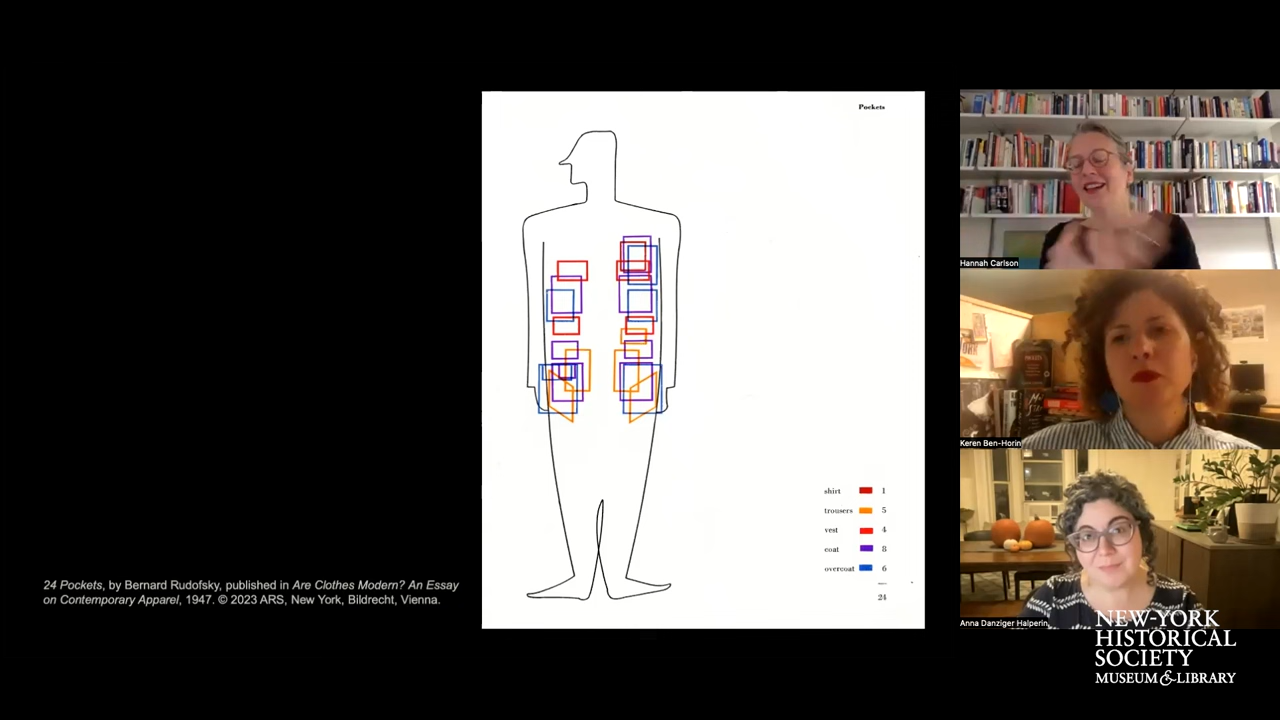 Pockets
shirt 1
trousers 5
vest 4
coat 8
overcoat 6
24
24 Pockets, by Bernard Rudofsky, published in Are Clothes Modern? An Essay
on Contemporary Apparel, 1947. © 2023 ARS, New York, Bildrecht, Vienna.
Hannah Carlson
Keren Ben-Horin
Anna Danziger Halperin
NEW-YORK
HISTORICAL
SOCIETY
MUSEUM & LIBRARY